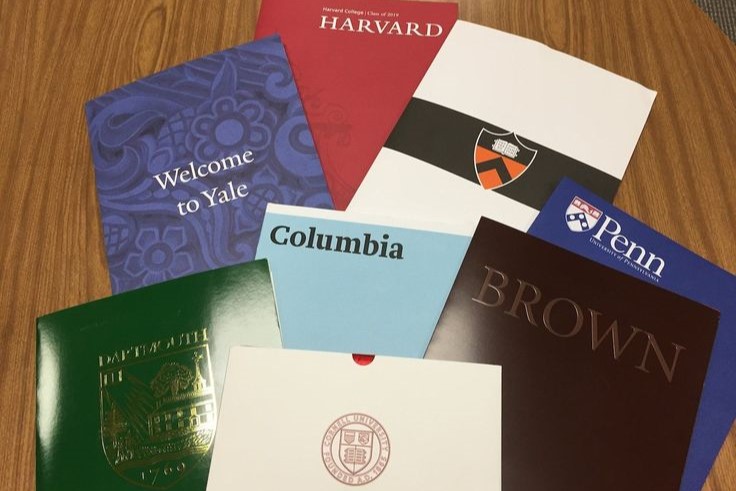 Harvard College | Class of 2019
HARVARD
Welcome
to Yale
Columbia
Penn
UNIVERSITY of PENNSYLVANIA
BROWN
DARTMOUTH
1769
CORNELL UNIVERSITY
FOUNDED A.D. 1865